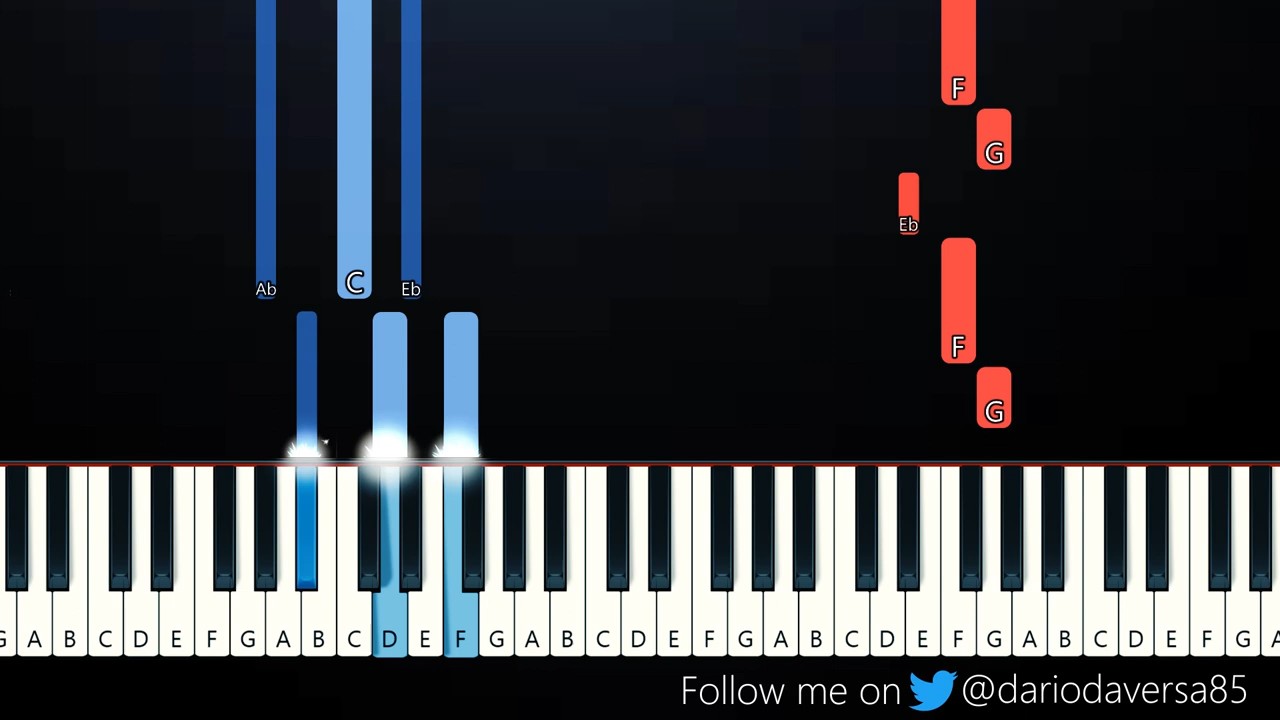 F
G
Eb
Ab C Eb
F
G
G A B C D E F G A B C D E F G A B C D E F G A B C D E F G A B C D E F G A
Follow me on @dariodaversa85